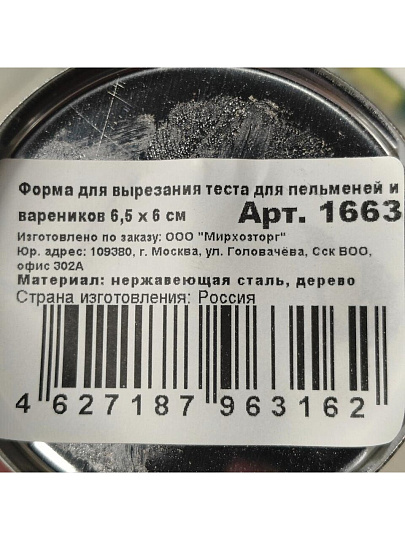 Форма для вырезания теста для пельменей и
вареников 6,5 х 6 см Арт. 1663
Изготовлено по заказу: ООО "Мирхозторг"
Юр. адрес: 109380, г. Москва, ул. Головачёва, Сск ВОО,
офис 302А
Материал: нержавеющая сталь, дерево
Страна изготовления: Россия
4 627187 963162